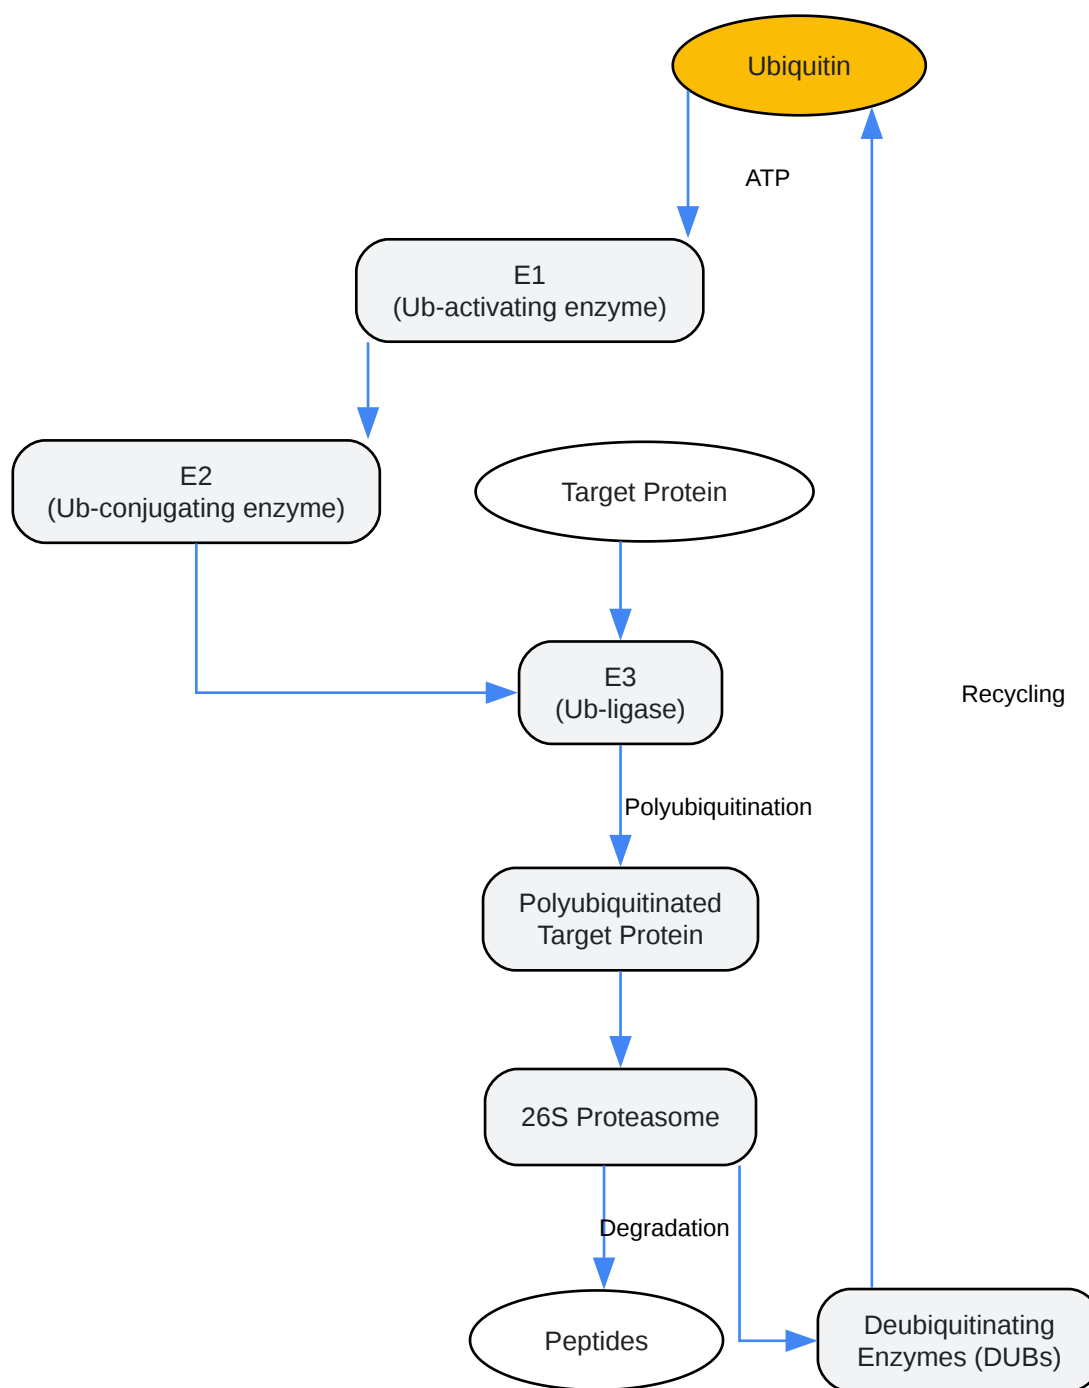 Ubiquitin
ATP
E1
(Ub-activating enzyme)
E2
(Ub-conjugating enzyme)
Target Protein
E3
(Ub-ligase)
Recycling
Polyubiquitination
Polyubiquitinated
Target Protein
26S Proteasome
Degradation
Peptides
Deubiquitinating
Enzymes (DUBs)